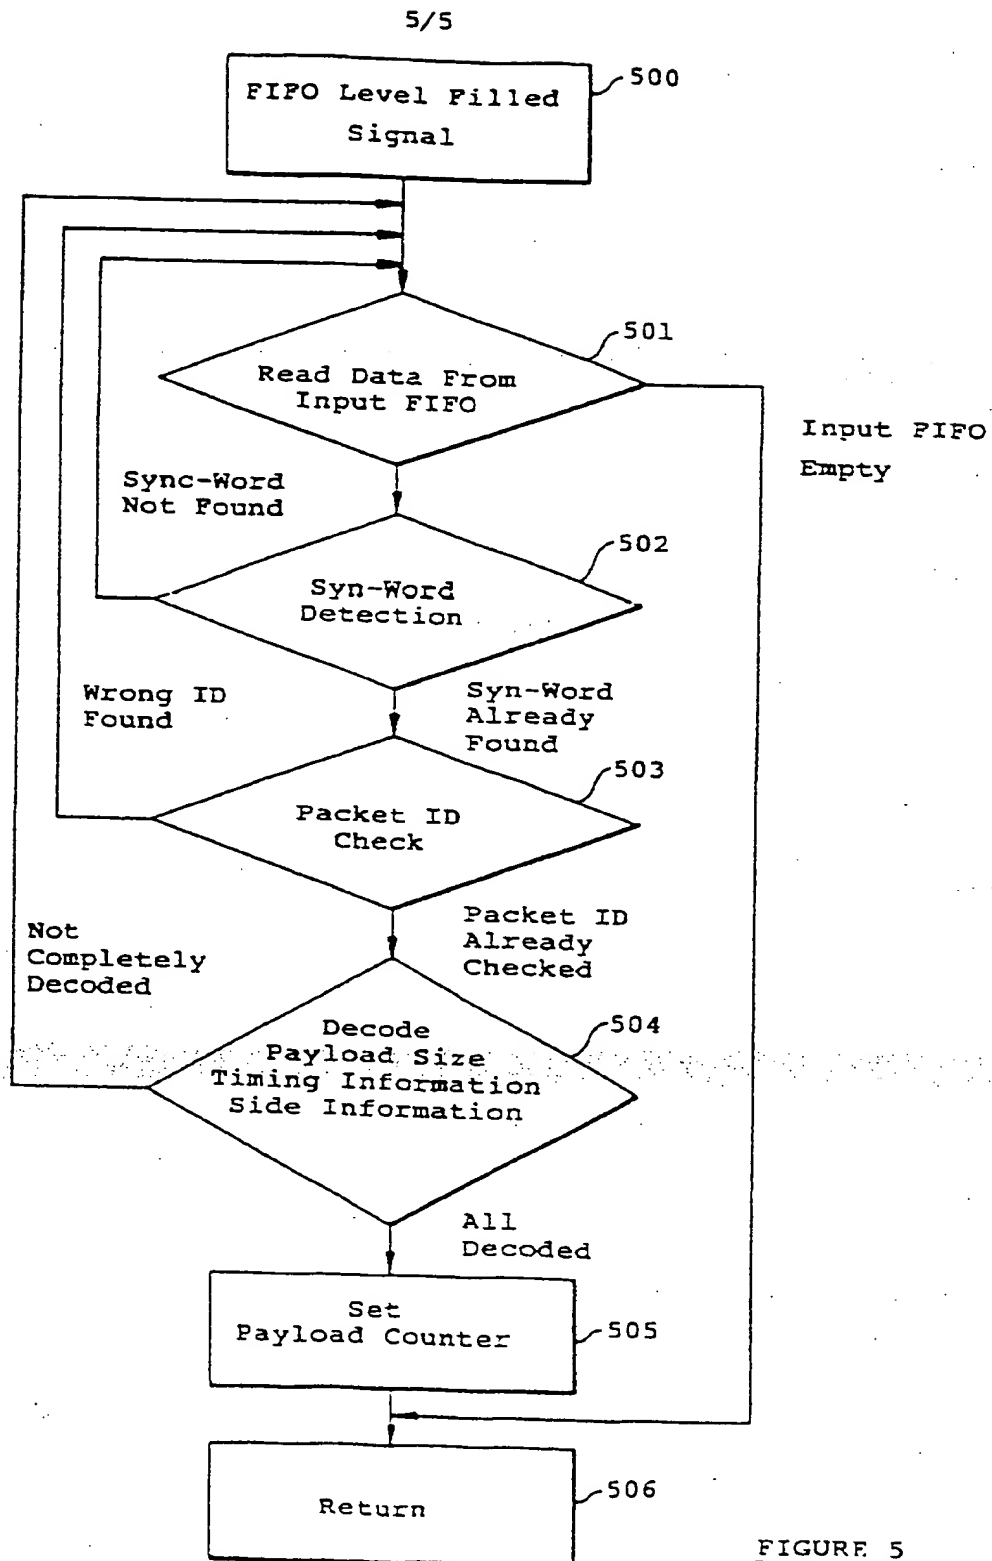 5/5
FIFO Level Filled
Signal
500
501
Read Data From
Input FIFO
Input FIFO
Empty
Sync-Word
Not Found
502
Syn-Word
Detection
Wrong ID
Found
Syn-Word
Already
Found
503
Packet ID
Check
Packet ID
Already
Checked
Not
Completely
Decoded
504
Decode
Payload Size
Timing Information
Side Information
All
Decoded
Set
Payload Counter
505
Return
506
FIGURE 5